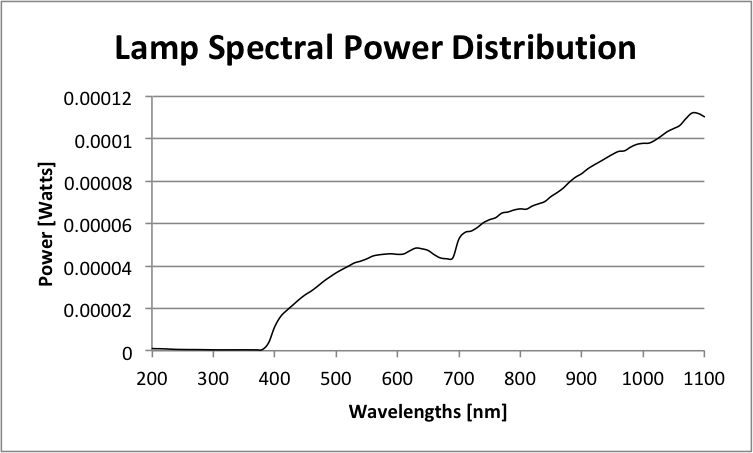 Lamp Spectral Power Distribution
0.00012
0.0001
0.00008
0.00006
0.00004
0.00002
0
Power [Watts]
200 300 400 500 600 700 800 900 1000 1100
Wavelengths [nm]